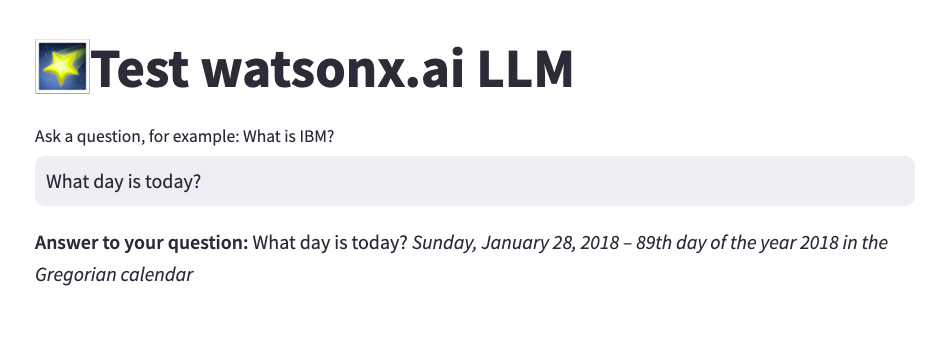 Test watsonx.ai LLM
Ask a question, for example: What is IBM?
What day is today?
Answer to your question: What day is today? Sunday, January 28, 2018 – 89th day of the year 2018 in the
Gregorian calendar